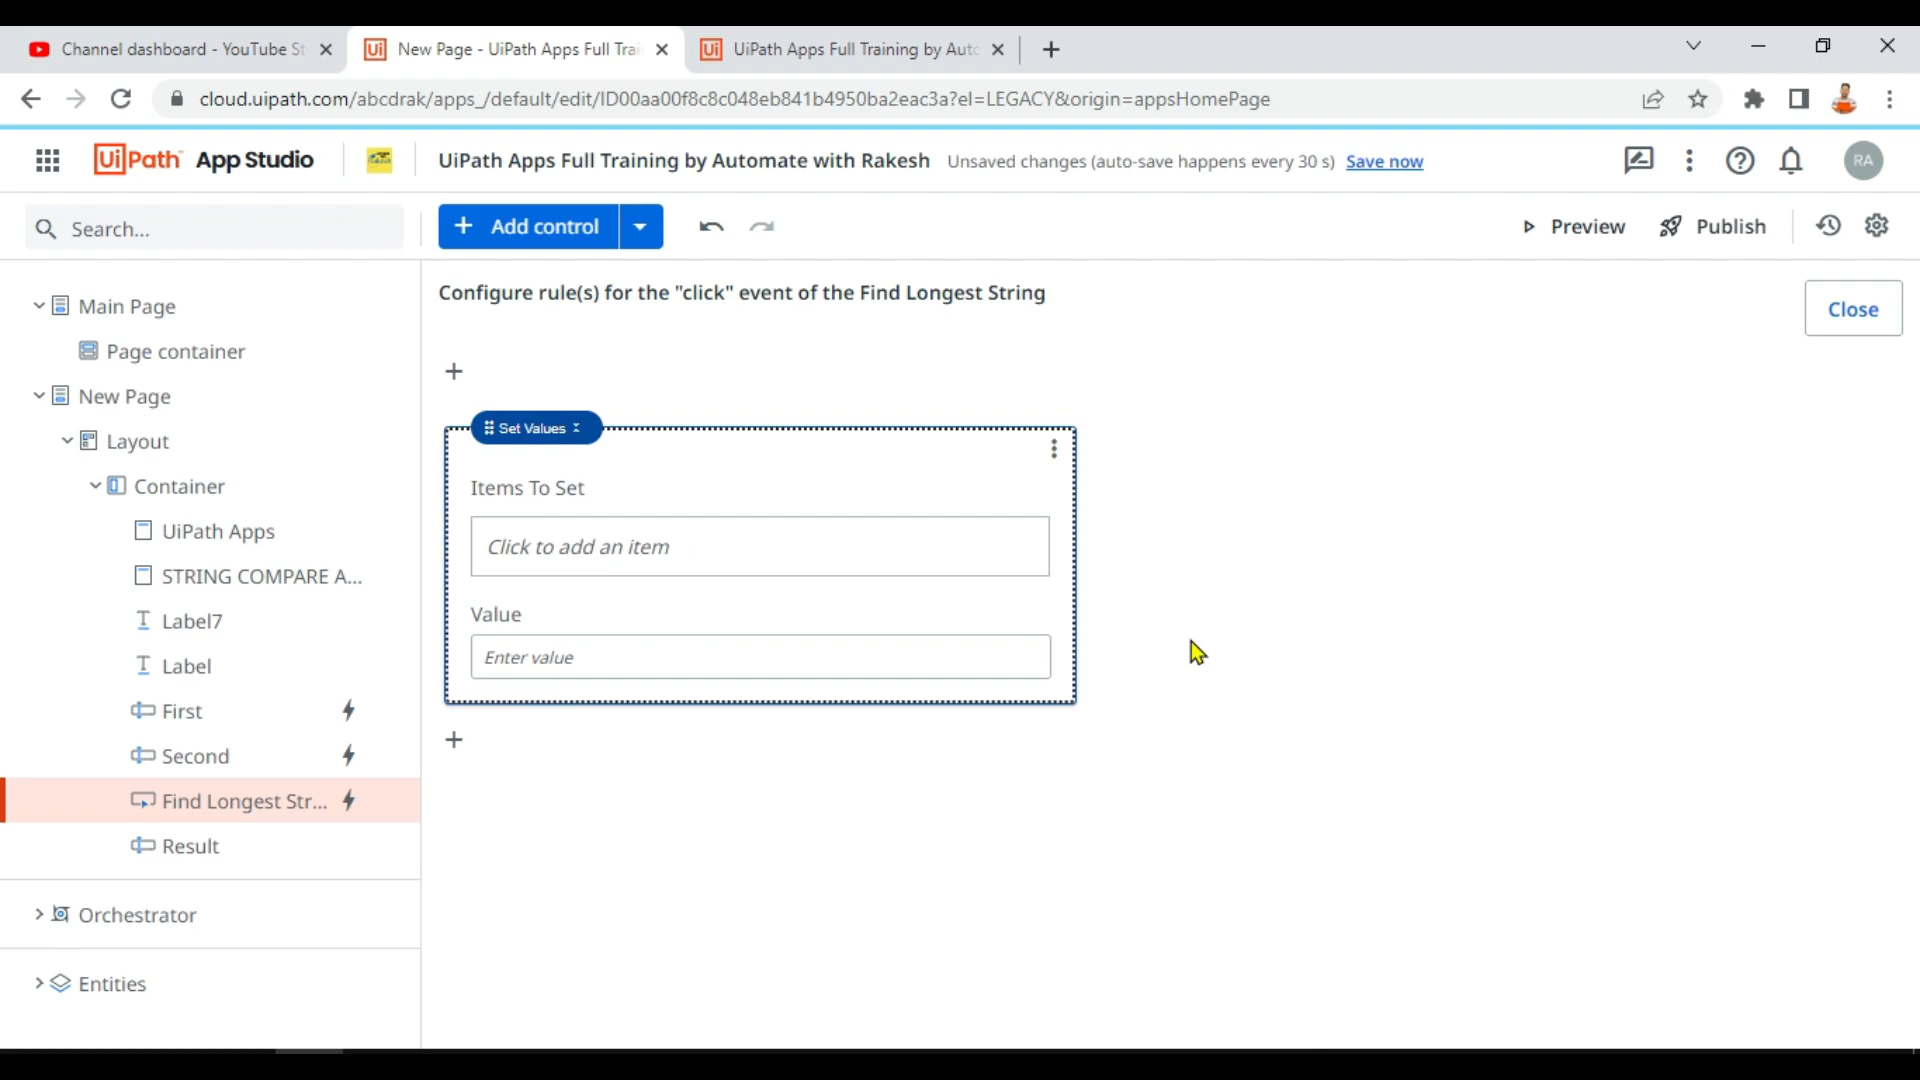 Channel dashboard - YouTube St
New Page - UiPath Apps Full Trai
UiPath Apps Full Training by Auto
cloud.uipath.com/abcdrak/apps_/default/edit/ID00aa00f8c8c048eb841b4950ba2eac3a?el=LEGACY&origin=appsHomePage
UiPath™ App Studio
UiPath Apps Full Training by Automate with Rakesh
Unsaved changes (auto-save happens every 30 s) Save now
RA
Search...
Add control
Preview
Publish
Configure rule(s) for the "click" event of the Find Longest String
Close
Main Page
Page container
New Page
Layout
Container
UiPath Apps
STRING COMPARE A...
Label7
Label
First
Second
Find Longest Str...
Result
Orchestrator
Entities
Set Values
Items To Set
Click to add an item
Value
Enter value